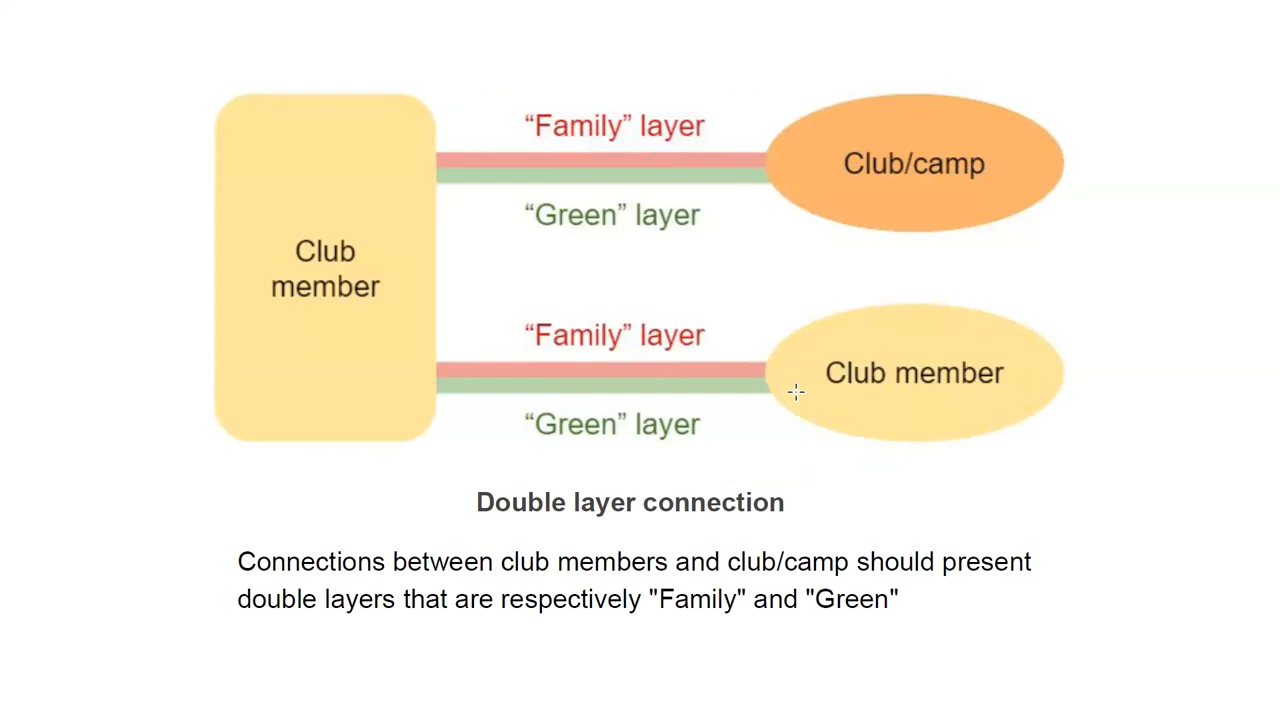 “Family” layer
Club/camp
“Green” layer
Club
member
“Family” layer
Club member
“Green” layer
Double layer connection
Connections between club members and club/camp should present
double layers that are respectively "Family" and "Green"